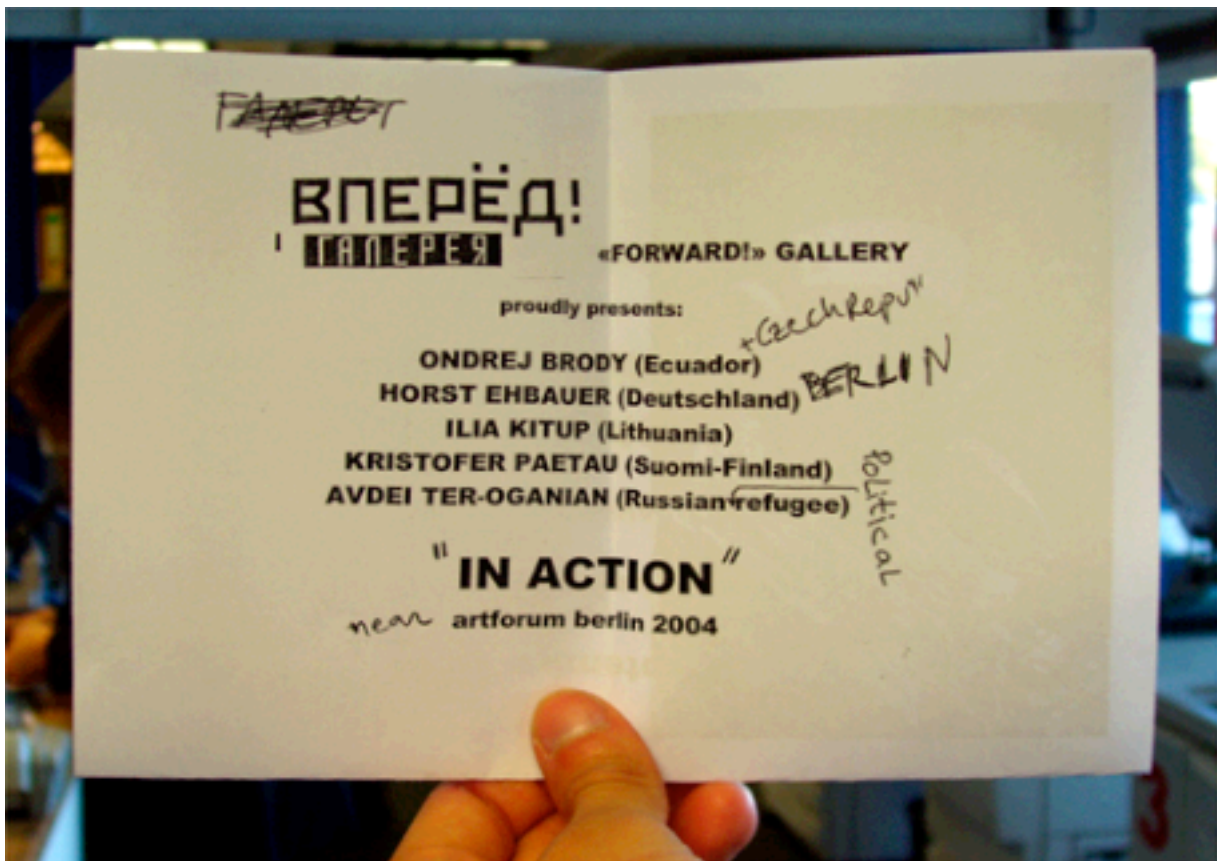 ВПЕРЁД!
ГАЛЕРЕЯ «FORWARD!» GALLERY
proudly presents:
+Czech Repu
ONDREJ BRODY (Ecuador)
HORST EHBAUER (Deutschland) BERLIN
ILIA KITUP (Lithuania)
KRISTOFER PAETAU (Suomi-Finland)
AVDEI TER-OGANIAN (Russian refugee)
Political
"IN ACTION"
near artforum berlin 2004
3